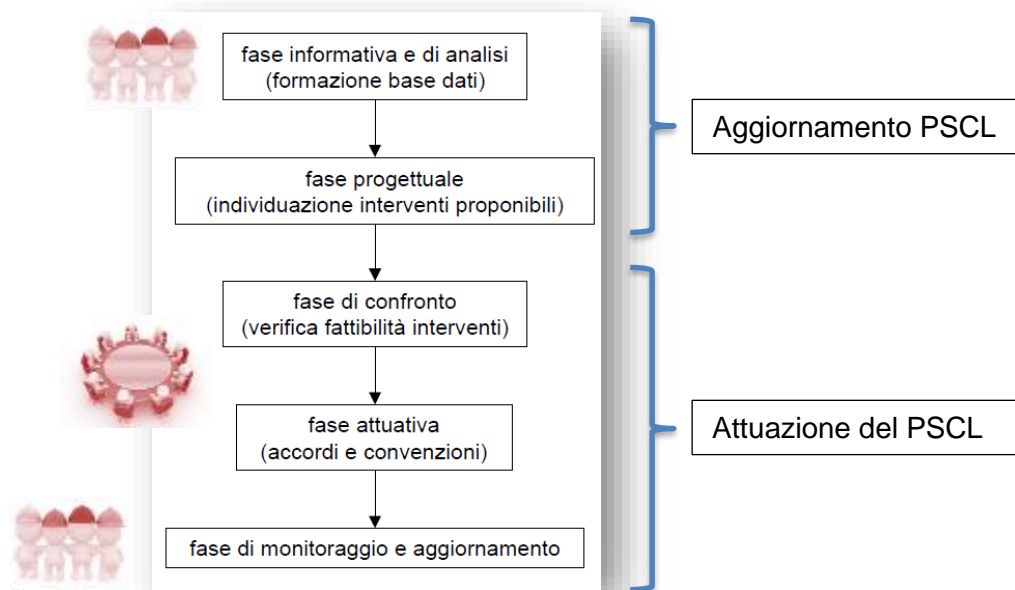 fase informativa e di analisi
(formazione base dati)
Aggiornamento PSCL
fase progettuale
(individuazione interventi proponibili)
fase di confronto
(verifica fattibilità interventi)
fase attuativa
(accordi e convenzioni)
Attuazione del PSCL
fase di monitoraggio e aggiornamento